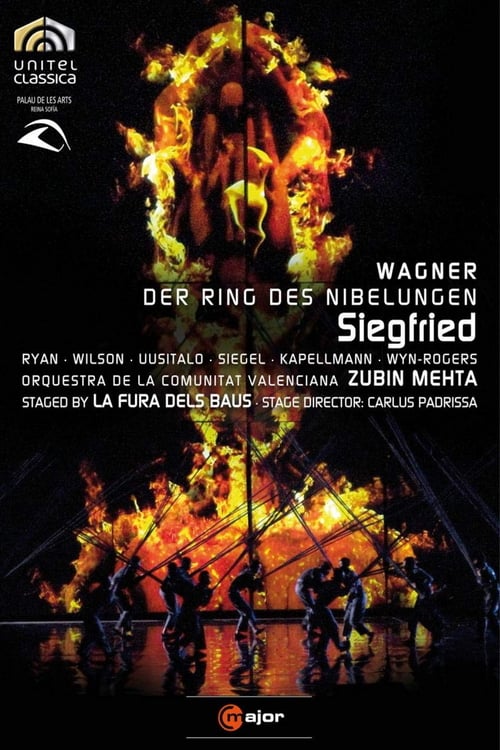 UNITEL
CLASSICA
PALAU DE LES ARTS
REINA SOFÍA
WAGNER
DER RING DES NIBELUNGEN
Siegfried
RYAN · WILSON · UUSITALO · SIEGEL · KAPELLMANN · WYN-ROGERS
ORQUESTRA DE LA COMUNITAT VALENCIANA ZUBIN MEHTA
STAGED BY LA FURA DELS BAUS · STAGE DIRECTOR: CARLUS PADRISSA
C major